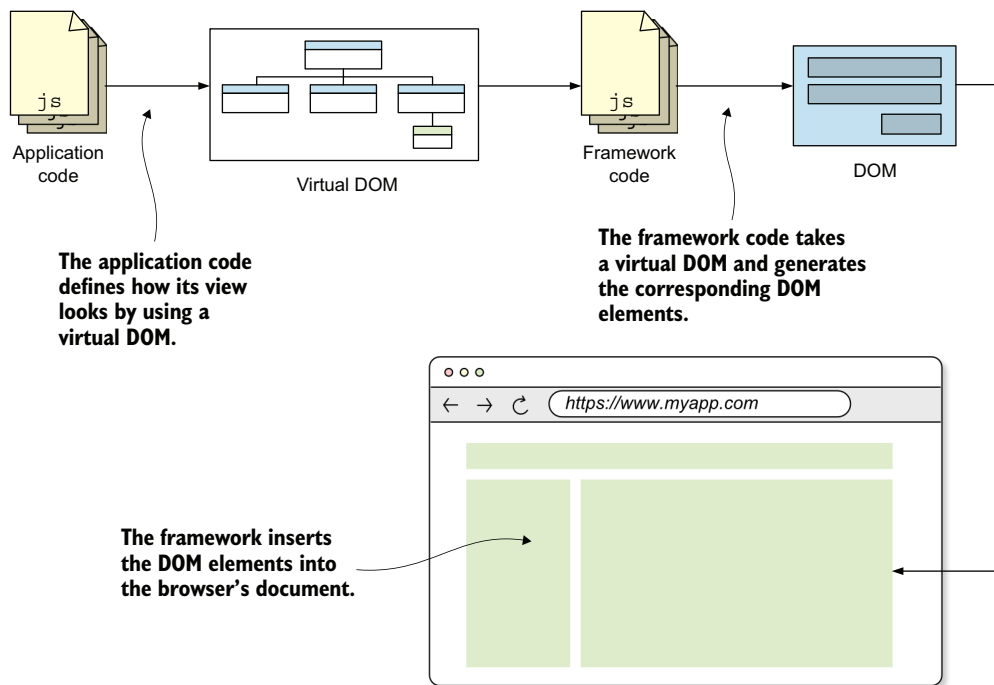 js
js
Application
code
Virtual DOM
js
js
Framework
code
DOM
The application code
defines how its view
looks by using a
virtual DOM.
The framework code takes
a virtual DOM and generates
the corresponding DOM
elements.
https://www.myapp.com
The framework inserts
the DOM elements into
the browser's document.